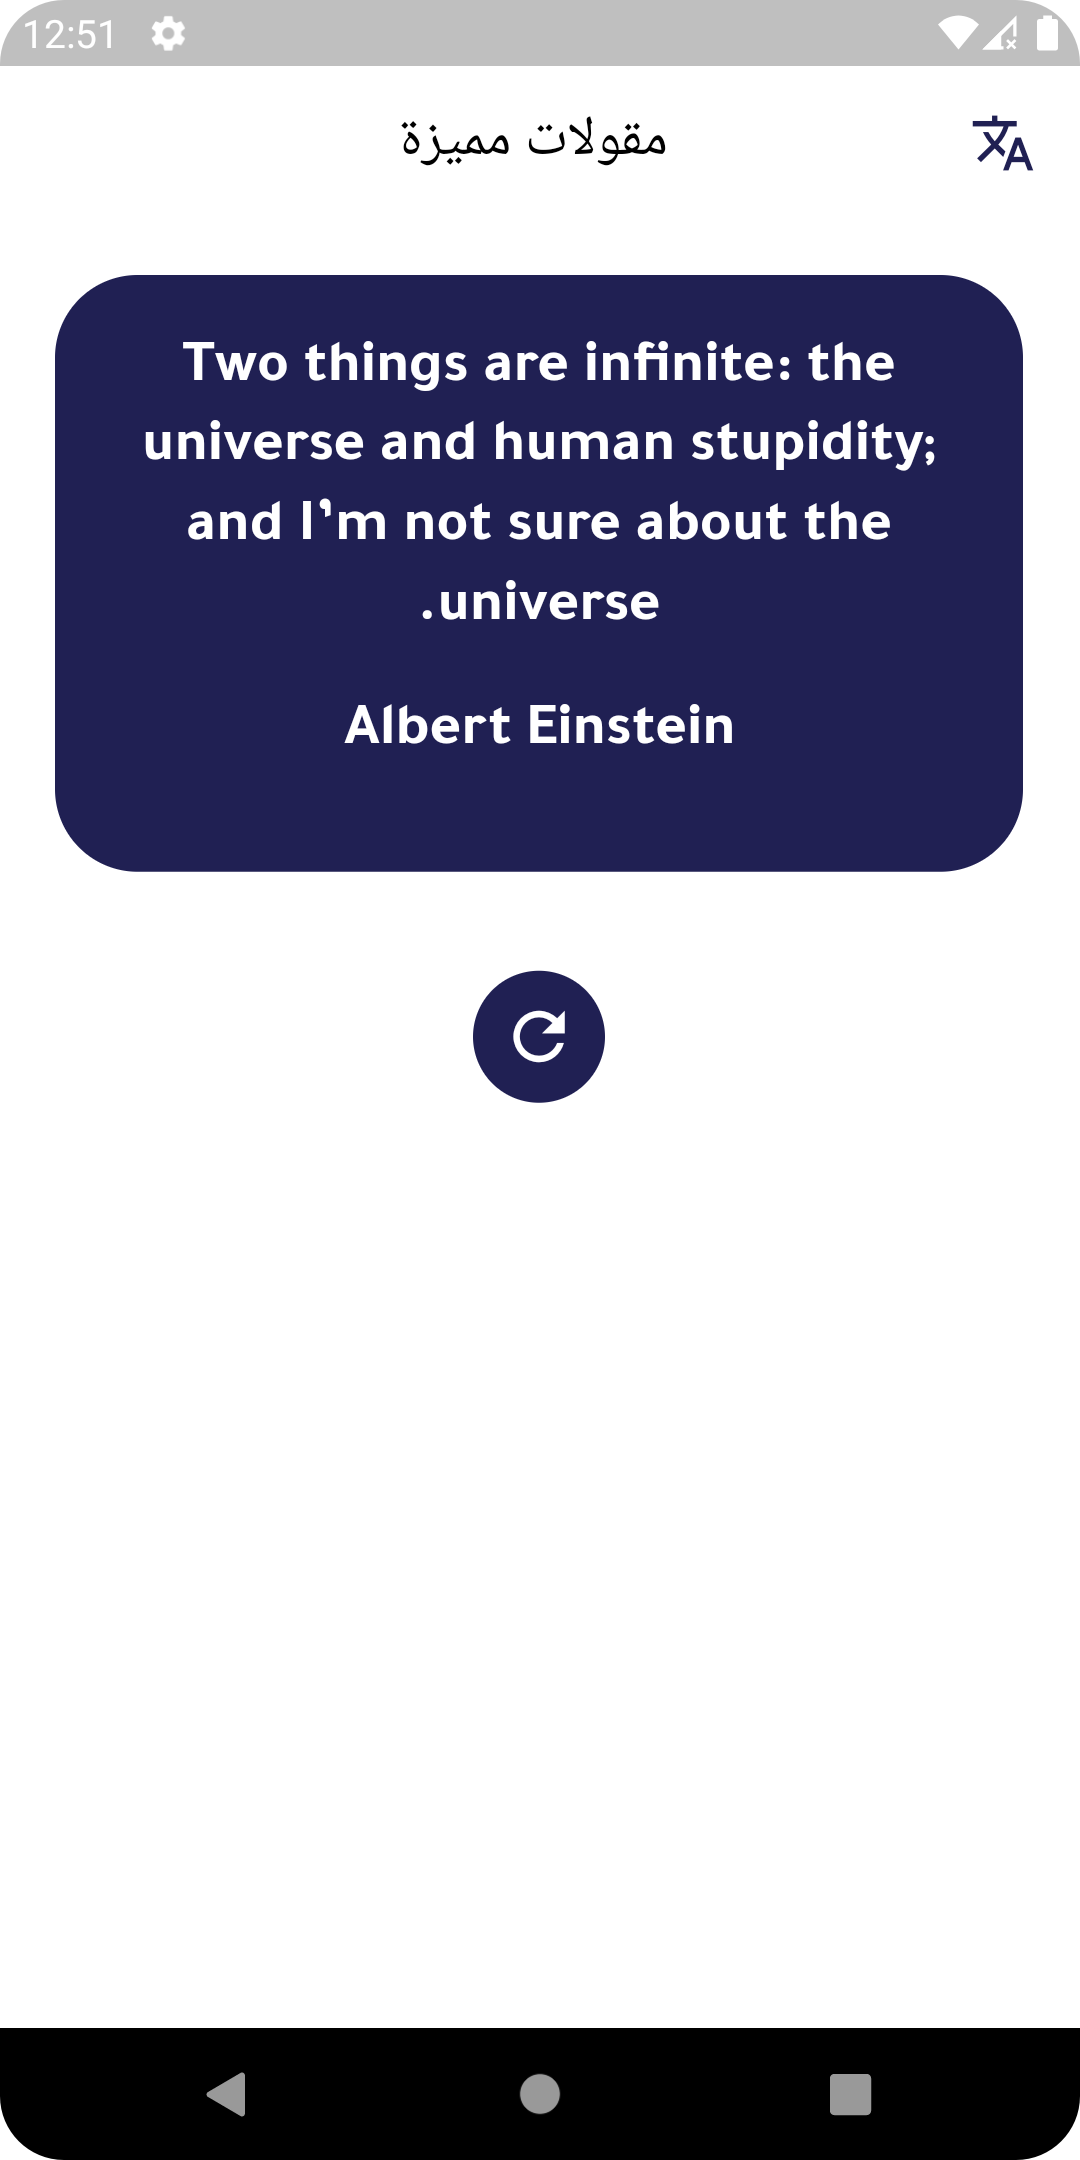 12:51
مقولات مميزة
Two things are infinite: the
universe and human stupidity;
and I'm not sure about the
.universe
Albert Einstein